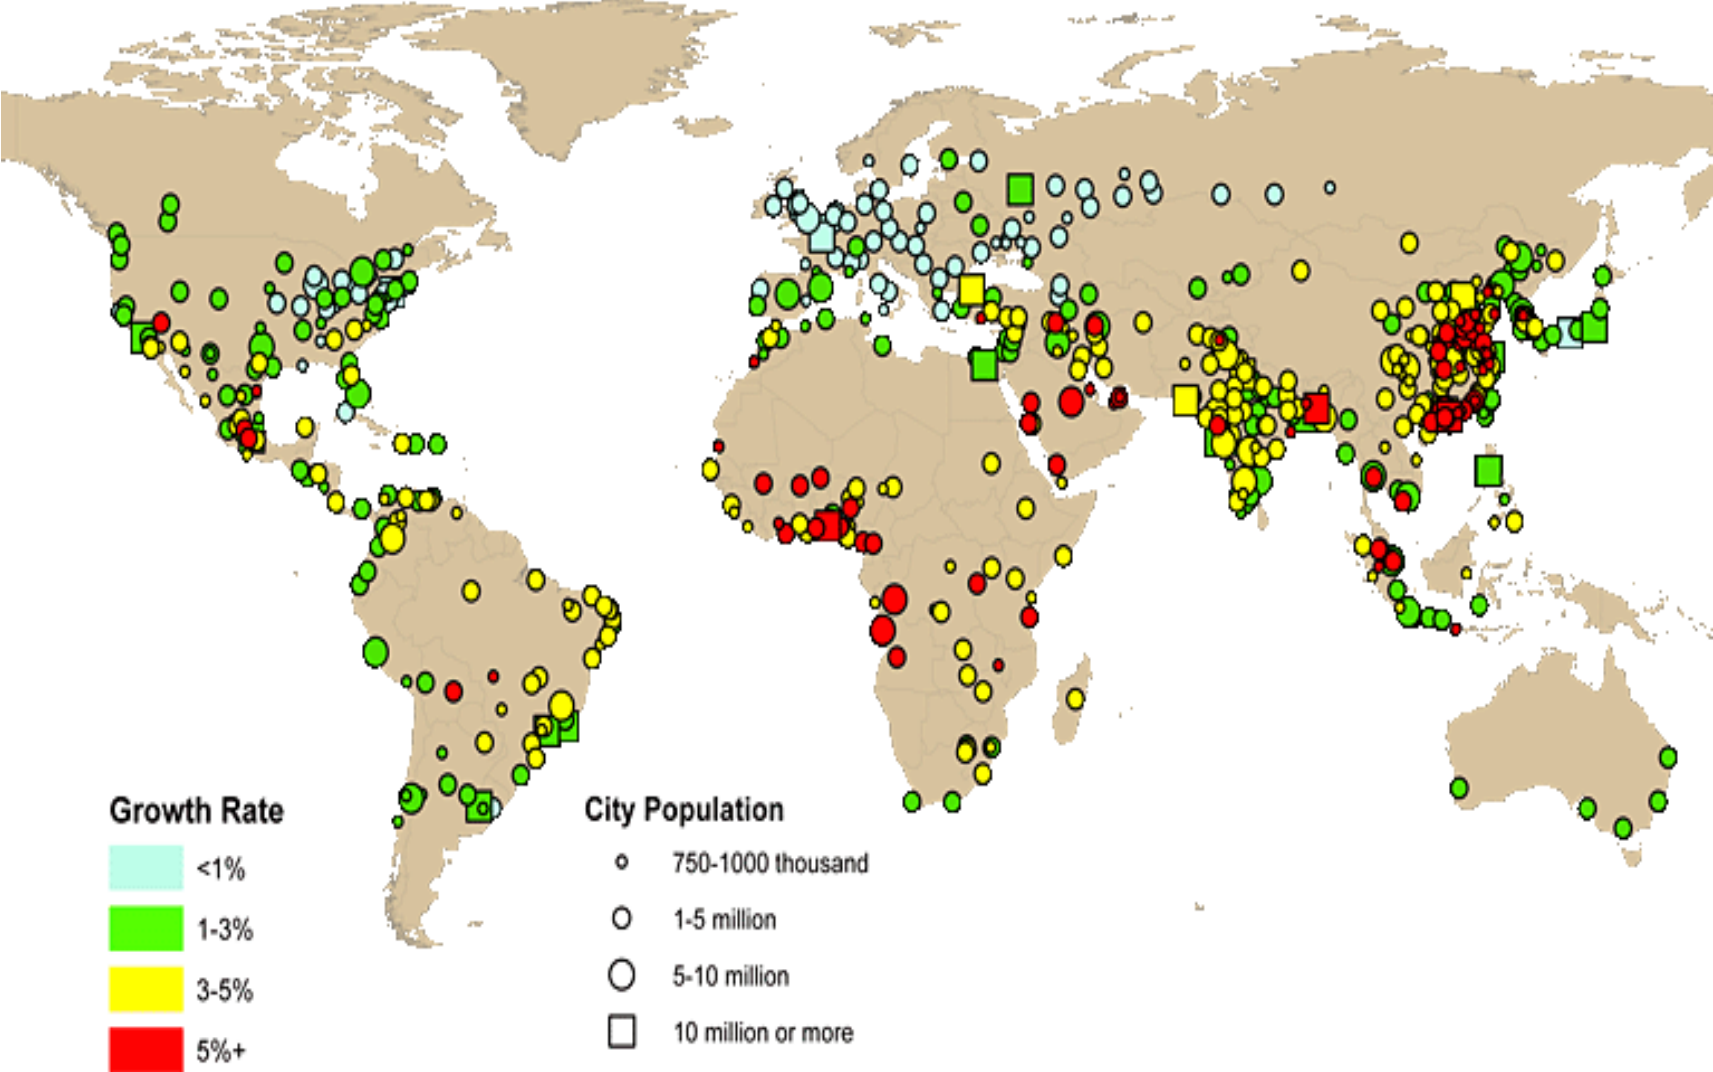 Growth Rate
<1%
1-3%
3-5%
5%+
City Population
750-1000 thousand
1-5 million
5-10 million
10 million or more